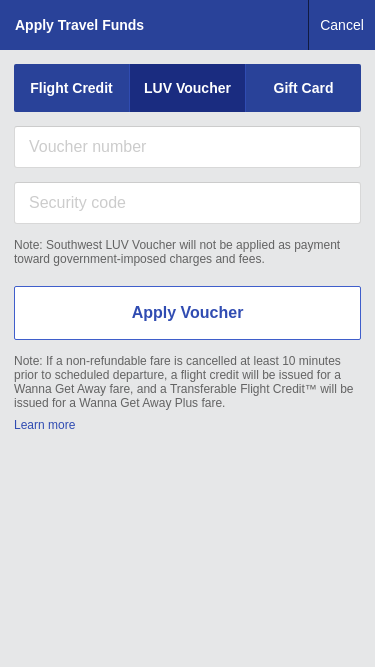 Apply Travel Funds
Cancel
Flight Credit
LUV Voucher
Gift Card
Voucher number
Security code
Note: Southwest LUV Voucher will not be applied as payment
toward government-imposed charges and fees.
Apply Voucher
Note: If a non-refundable fare is cancelled at least 10 minutes
prior to scheduled departure, a flight credit will be issued for a
Wanna Get Away fare, and a Transferable Flight Credit™ will be
issued for a Wanna Get Away Plus fare.
Learn more